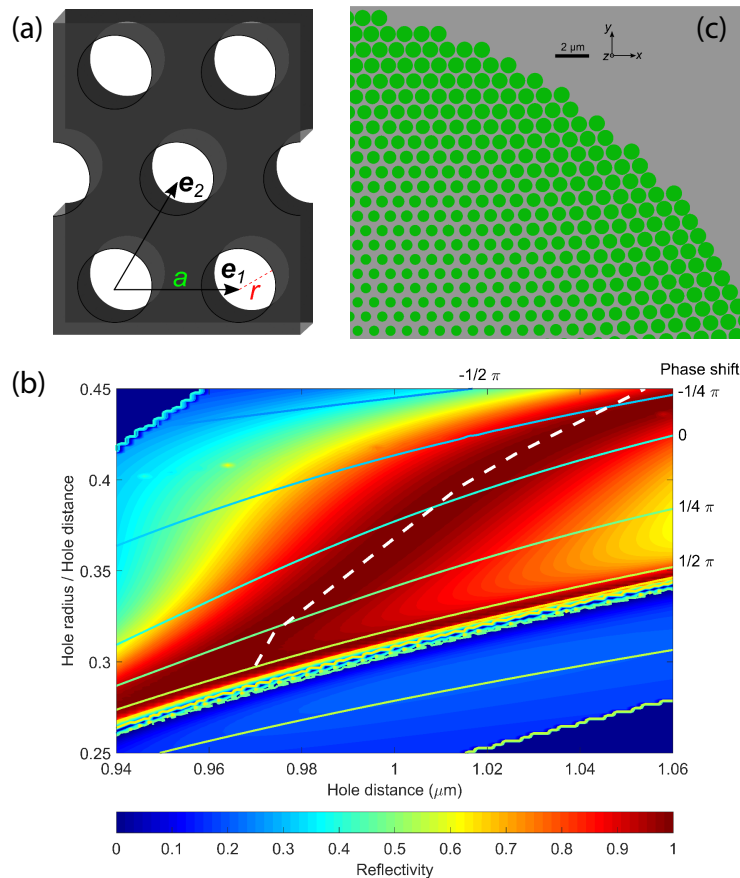 (a)
e2
a
e1
r
(c)
2 μm
y
z
x
(b)
-1/2 π
Phase shift
-1/4 π
0
1/4 π
1/2 π
Hole radius / Hole distance
0.45
0.4
0.35
0.3
0.25
0.94
0.96
0.98
1
1.02
1.04
1.06
Hole distance (μm)
0
0.1
0.2
0.3
0.4
0.5
0.6
0.7
0.8
0.9
1
Reflectivity